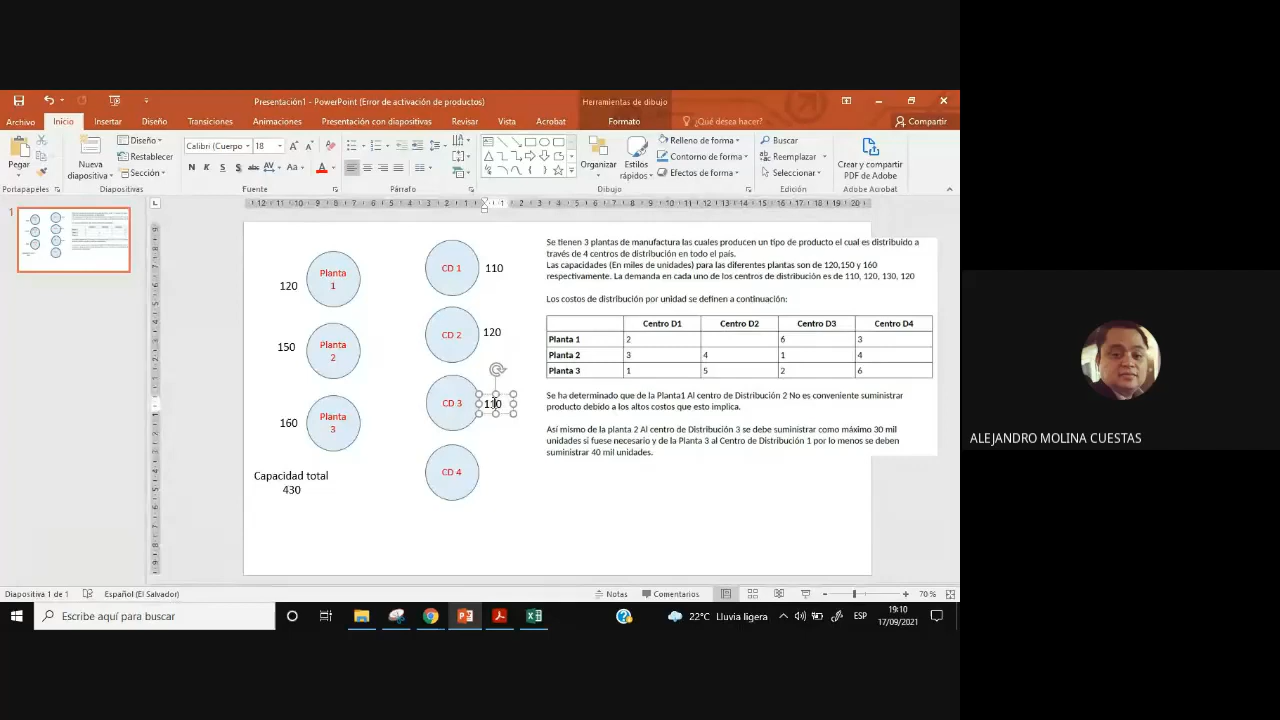 Presentación1 - PowerPoint (Error de activación de productos)
Herramientas de dibujo
Archivo
Inicio
Insertar
Diseño
Transiciones
Animaciones
Presentación con diapositivas
Revisar
Vista
Acrobat
Formato
¿Qué desea hacer?
Compartir
Pegar
Nueva
diapositiva
Diseño
Restablecer
Sección
Calibri (Cuerpo
18
N K S abc AV Aa A
Organizar
Estilos
rápidos
Relleno de forma
Contorno de forma
Efectos de forma
Buscar
Reemplazar
Seleccionar
Crear y compartir
PDF de Adobe
Portapapeles
Diapositivas
Fuente
Párrafo
Dibujo
Edición
Adobe Acrobat
1
120
Planta
1
150
Planta
2
160
Planta
3
Capacidad total
430
CD 1
110
CD 2
120
CD 3
110
CD 4
Se tienen 3 plantas de manufactura las cuales producen un tipo de producto el cual es distribuido a
través de 4 centros de distribución en todo el país.
Las capacidades (En miles de unidades) para las diferentes plantas son de 120,150 y 160
respectivamente. La demanda en cada uno de los centros de distribución es de 110, 120, 130, 120
Los costos de distribución por unidad se definen a continuación:
Centro D1 Centro D2 Centro D3 Centro D4
Planta 1 2 6 3
Planta 2 3 4 1 4
Planta 3 1 5 2 6
Se ha determinado que de la Planta1 Al centro de Distribución 2 No es conveniente suministrar
producto debido a los altos costos que esto implica.
Así mismo de la planta 2 Al centro de Distribución 3 se debe suministrar como máximo 30 mil
unidades si fuese necesario y de la Planta 3 al Centro de Distribución 1 por lo menos se deben
suministrar 40 mil unidades.
ALEJANDRO MOLINA CUESTAS
Diapositiva 1 de 1
Español (El Salvador)
Notas
Comentarios
70 %
Escribe aquí para buscar
22°C Lluvia ligera
ESP
19:10
17/09/2021